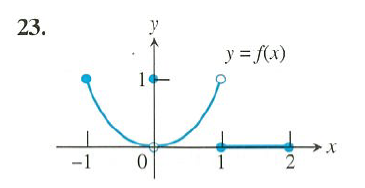 23.
y
y = f(x)
1
x
−1 0 1 2